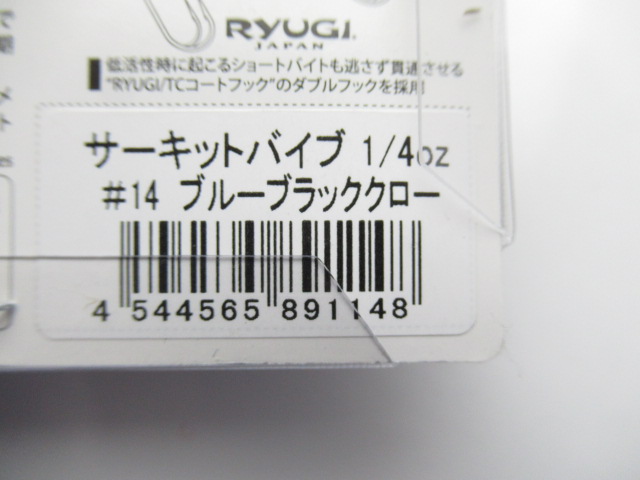 RYUGI
JAPAN
低活性時に起こるショートバイトも逃さず貫通させる
"RYUGI/TCコートフック"のダブルフックを採用
サーキットバイブ 1/4oz
#14 ブルーブラッククロー
4 544565 891148